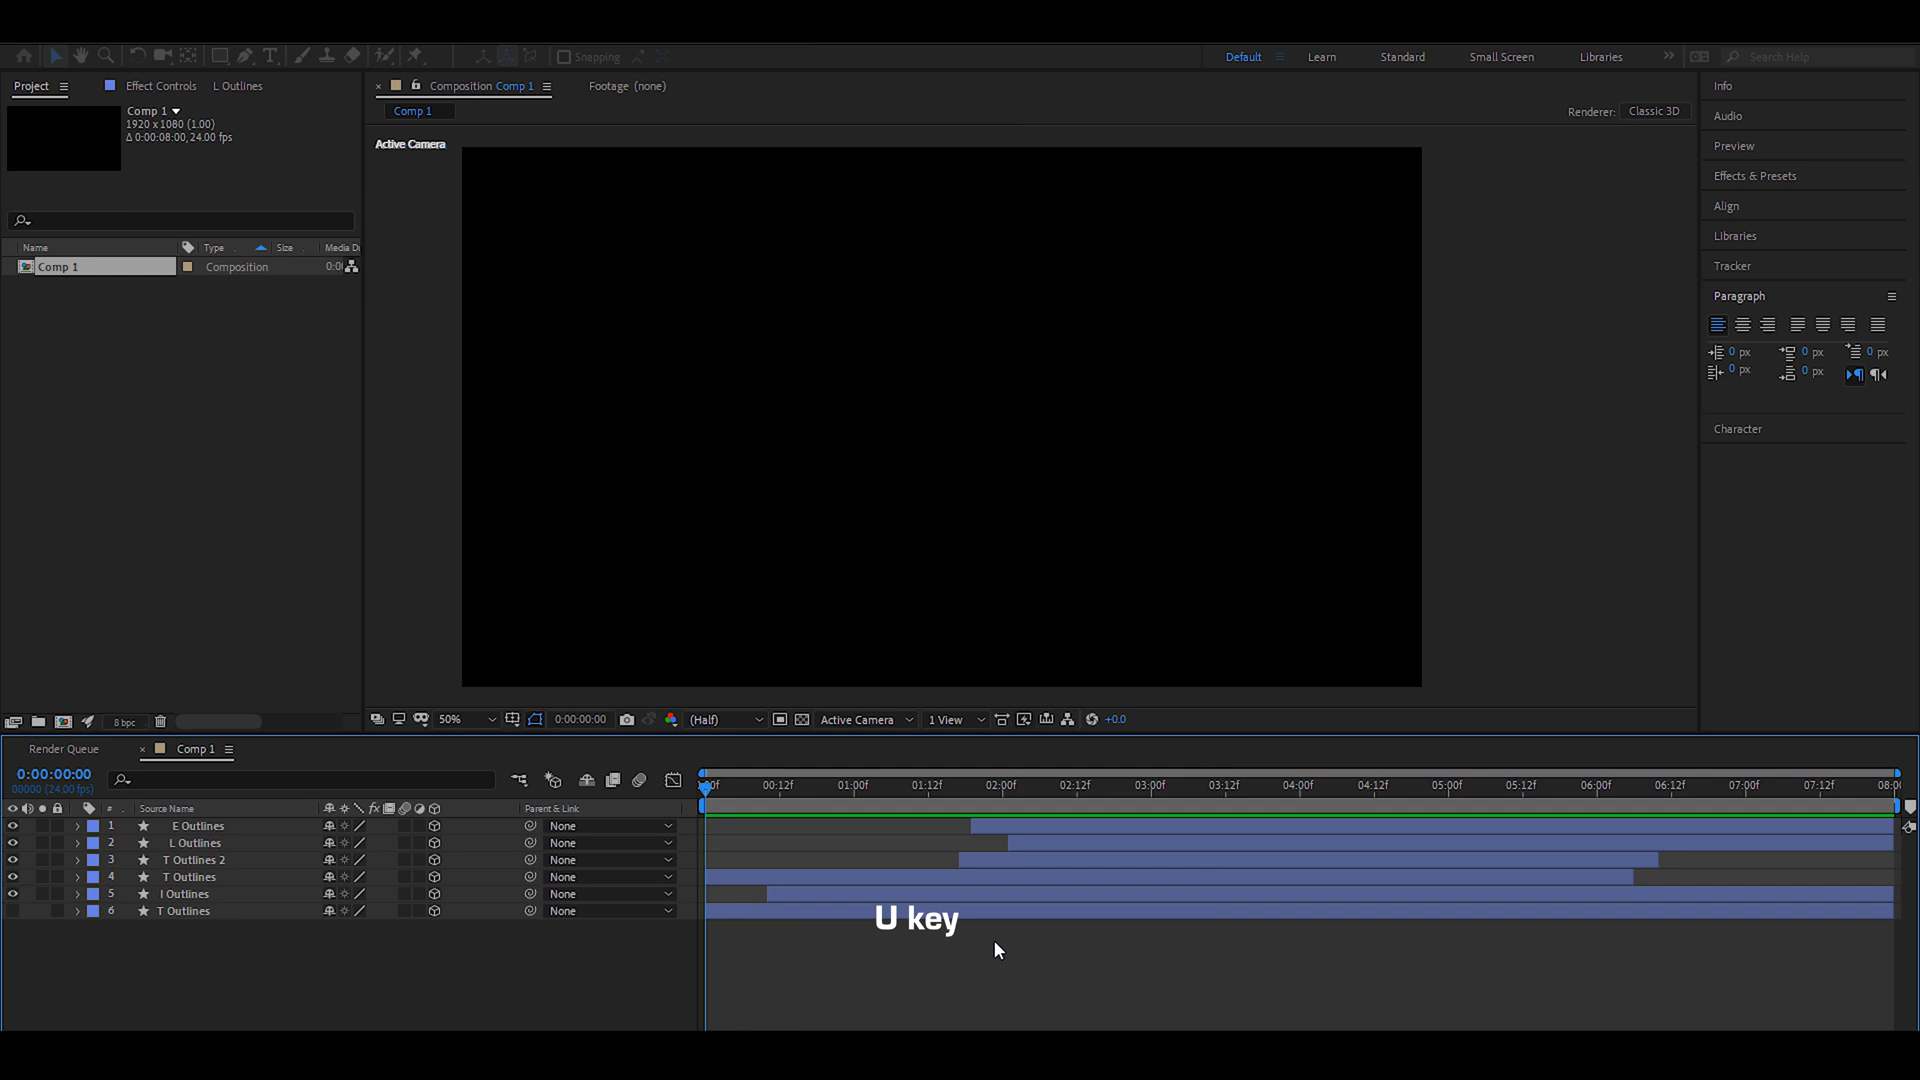 Snapping
Default
Learn
Standard
Small Screen
Libraries
Search Help
Project
Effect Controls L Outlines
Composition Comp 1
Footage (none)
Info
Comp 1
1920 x 1080 (1.00)
Δ 0:00:08:00, 24.00 fps
Comp 1
Renderer: Classic 3D
Audio
Active Camera
Preview
Effects & Presets
Align
Libraries
Tracker
Name
Type
Size
Media Du
Comp 1
Composition
0:0
Paragraph
0 px
0 px
0 px
0 px
0 px
Character
8 bpc
50%
0:00:00:00
(Half)
Active Camera
1 View
+0.0
Render Queue
Comp 1
0:00:00:00
00000 (24.00 fps)
:00f 00:12f 01:00f 01:12f 02:00f 02:12f 03:00f 03:12f 04:00f 04:12f 05:00f 05:12f 06:00f 06:12f 07:00f 07:12f 08:00
# Source Name
fx
Parent & Link
1 E Outlines None
2 L Outlines None
3 T Outlines 2 None
4 T Outlines None
5 I Outlines None
6 T Outlines None
U key